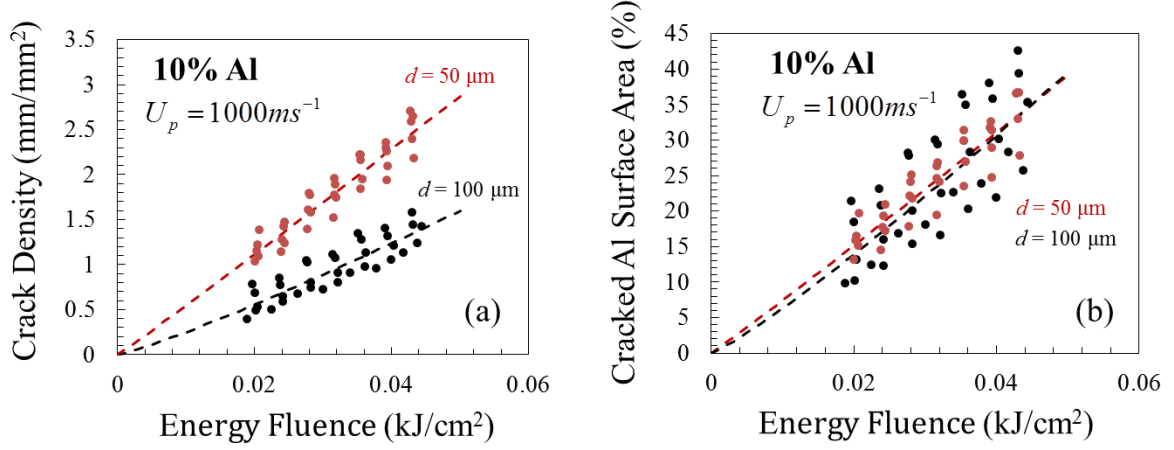 Crack Density (mm/mm²)
3.5
3
2.5
2
1.5
1
0.5
0
10% Al
U_p = 1000ms⁻¹
d = 50 μm
d = 100 μm
(a)
0 0.02 0.04 0.06
Energy Fluence (kJ/cm²)
Cracked Al Surface Area (%)
45
40
35
30
25
20
15
10
5
0
10% Al
U_p = 1000ms⁻¹
d = 50 μm
d = 100 μm
(b)
0 0.02 0.04 0.06
Energy Fluence (kJ/cm²)